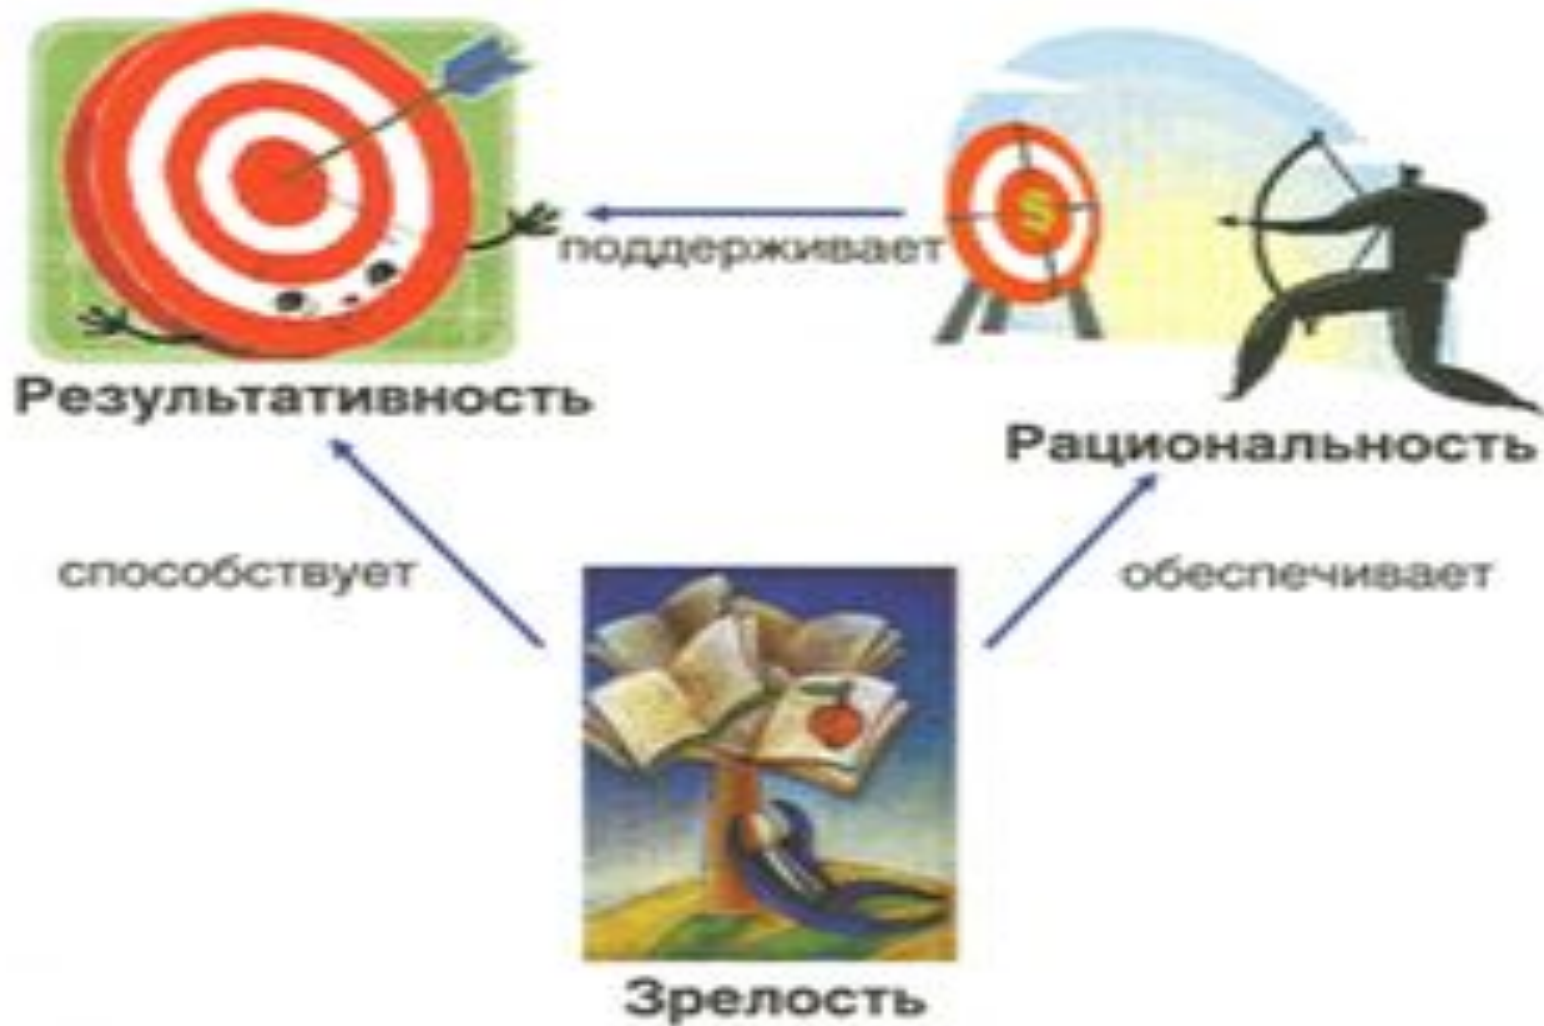 поддерживает
Результативность
Рациональность
способствует
обеспечивает
Зрелость